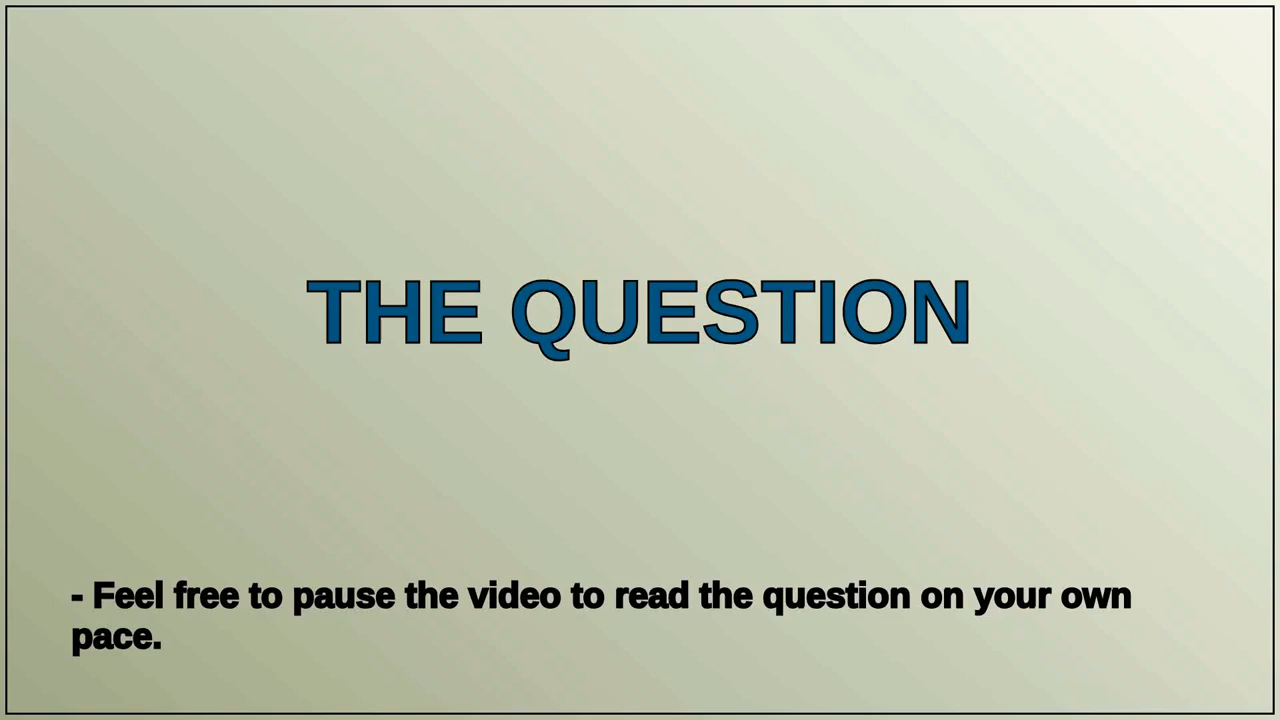 THE QUESTION
- Feel free to pause the video to read the question on your own
pace.